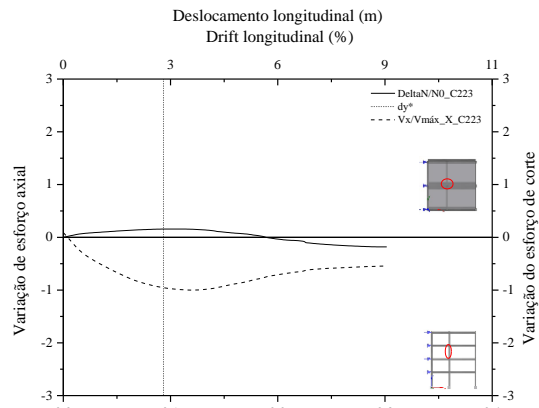 Deslocamento longitudinal (m)
Drift longitudinal (%)
0 3 6 9 11
3 3
2 2
1 1
0 0
-1 -1
-2 -2
-3 -3
DeltaN/N0_C223
dy*
Vx/Vmáx_X_C223
Variação de esforço axial
Variação do esforço de corte